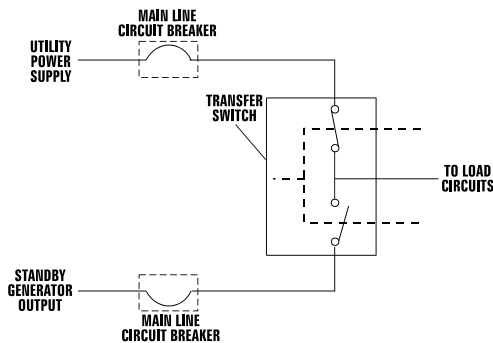 MAIN LINE
CIRCUIT BREAKER
UTILITY
POWER
SUPPLY
TRANSFER
SWITCH
TO LOAD
CIRCUITS
STANDBY
GENERATOR
OUTPUT
MAIN LINE
CIRCUIT BREAKER